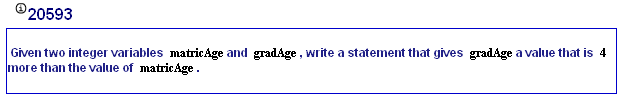 20593
Given two integer variables matricAge and gradAge , write a statement that gives gradAge a value that is 4
more than the value of matricAge .